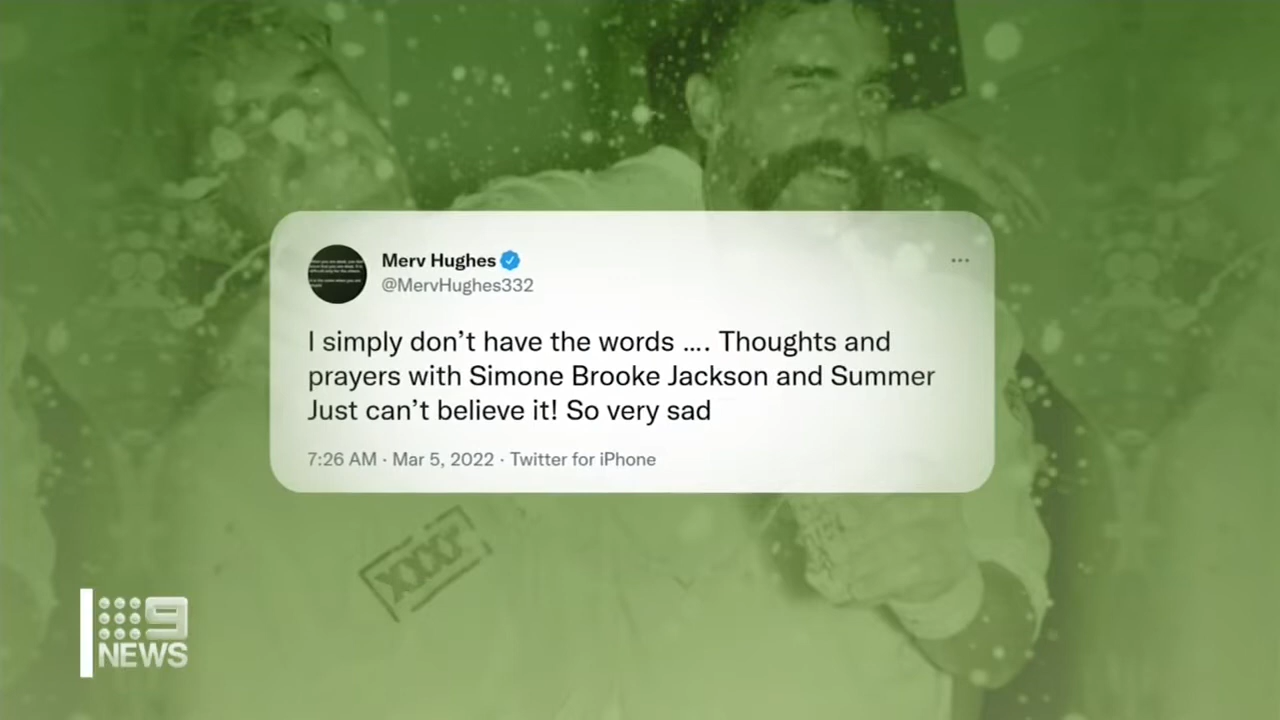 Merv Hughes
@MervHughes332
I simply don't have the words .... Thoughts and
prayers with Simone Brooke Jackson and Summer
Just can't believe it! So very sad
7:26 AM · Mar 5, 2022 · Twitter for iPhone
XXXX
9
NEWS